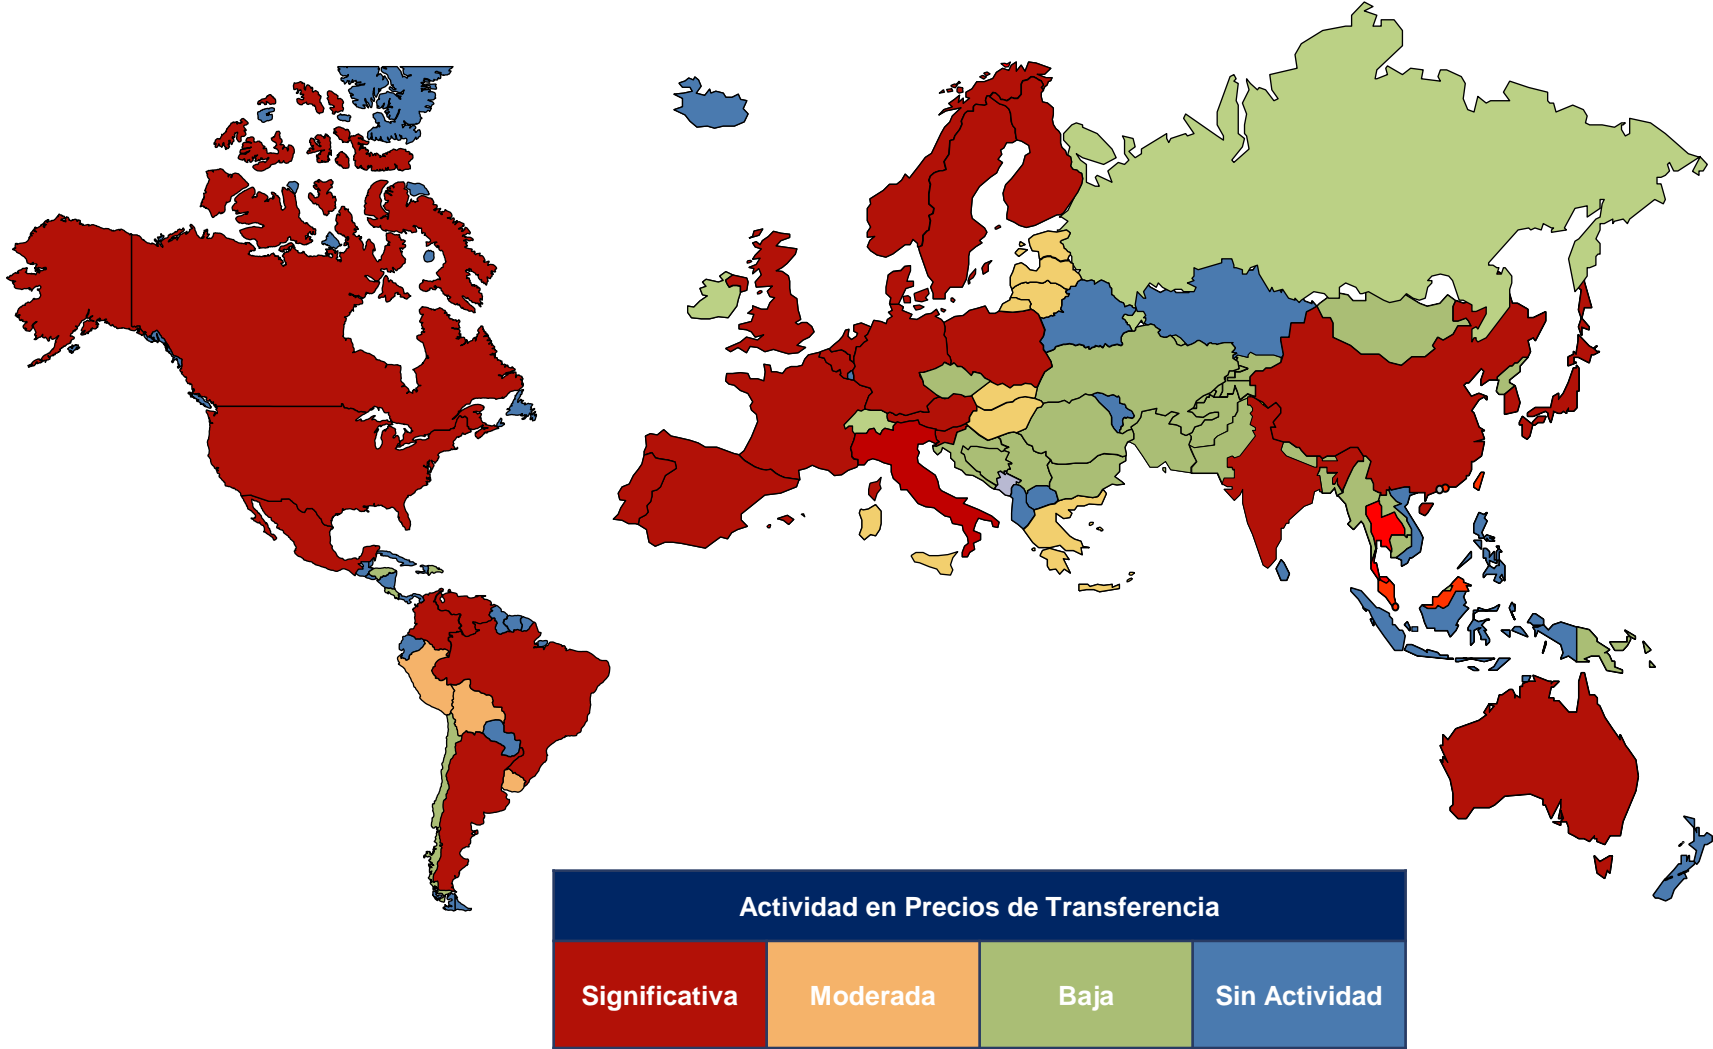 Actividad en Precios de Transferencia
Significativa
Moderada
Baja
Sin Actividad